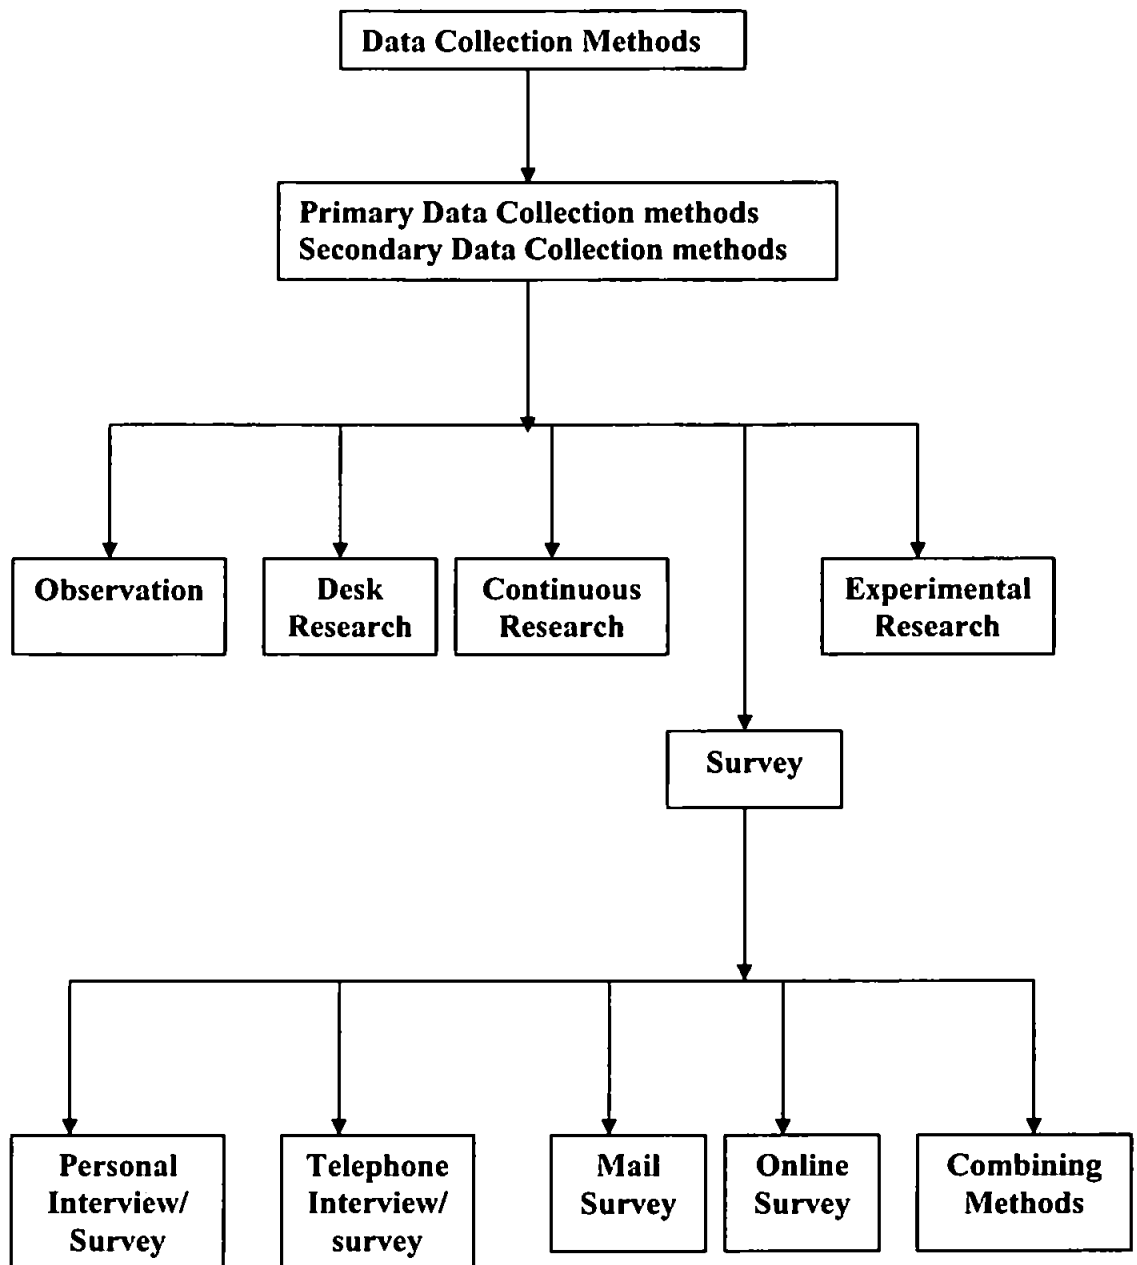 Data Collection Methods
Primary Data Collection methods
Secondary Data Collection methods
Observation
Desk
Research
Continuous
Research
Experimental
Research
Survey
Personal
Interview/
Survey
Telephone
Interview/
survey
Mail
Survey
Online
Survey
Combining
Methods